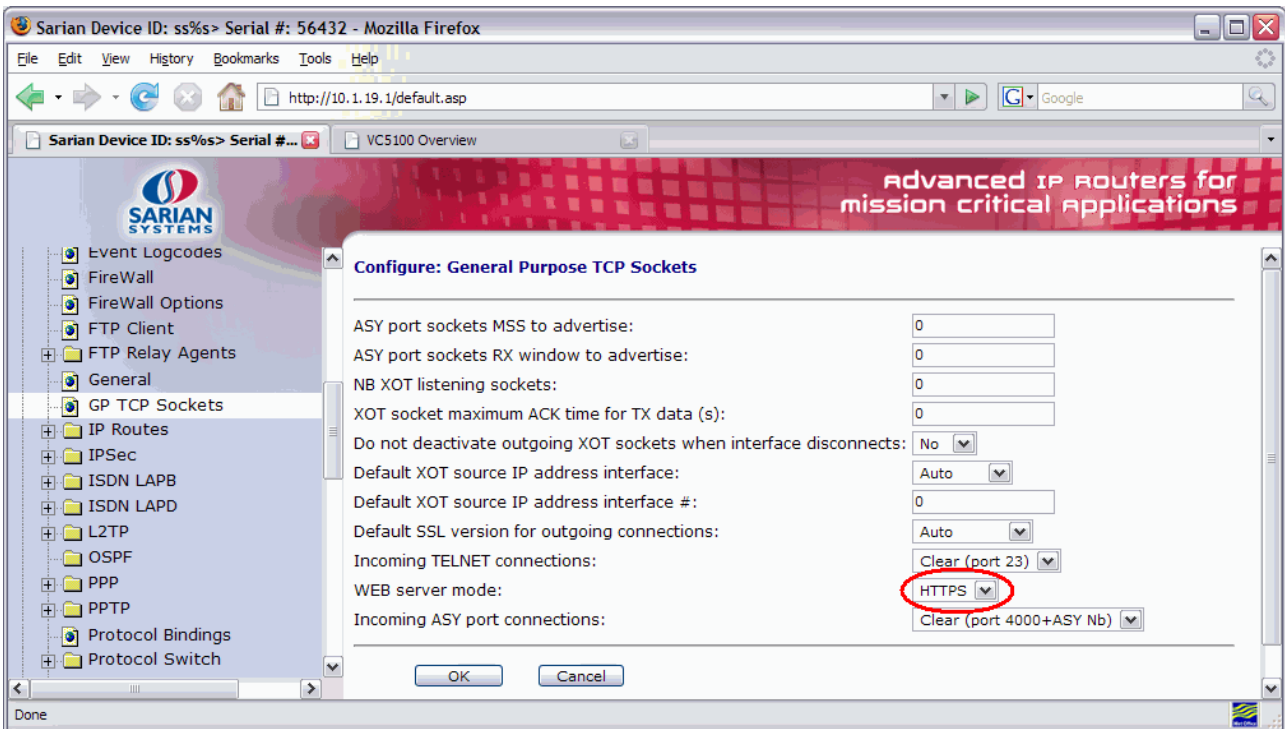 Sarian Device ID: ss%s> Serial #: 56432 - Mozilla Firefox
File Edit View History Bookmarks Tools Help
http://10.1.19.1/default.asp
G Google
Sarian Device ID: ss%s> Serial #...
VC5100 Overview
SARIAN
SYSTEMS
Advanced IP Routers for
mission critical Applications
Event Logcodes
FireWall
FireWall Options
FTP Client
FTP Relay Agents
General
GP TCP Sockets
IP Routes
IPSec
ISDN LAPB
ISDN LAPD
L2TP
OSPF
PPP
PPTP
Protocol Bindings
Protocol Switch
Configure: General Purpose TCP Sockets
ASY port sockets MSS to advertise: 0
ASY port sockets RX window to advertise: 0
NB XOT listening sockets: 0
XOT socket maximum ACK time for TX data (s): 0
Do not deactivate outgoing XOT sockets when interface disconnects: No
Default XOT source IP address interface: Auto
Default XOT source IP address interface #: 0
Default SSL version for outgoing connections: Auto
Incoming TELNET connections: Clear (port 23)
WEB server mode: HTTPS
Incoming ASY port connections: Clear (port 4000+ASY Nb)
OK Cancel
Done